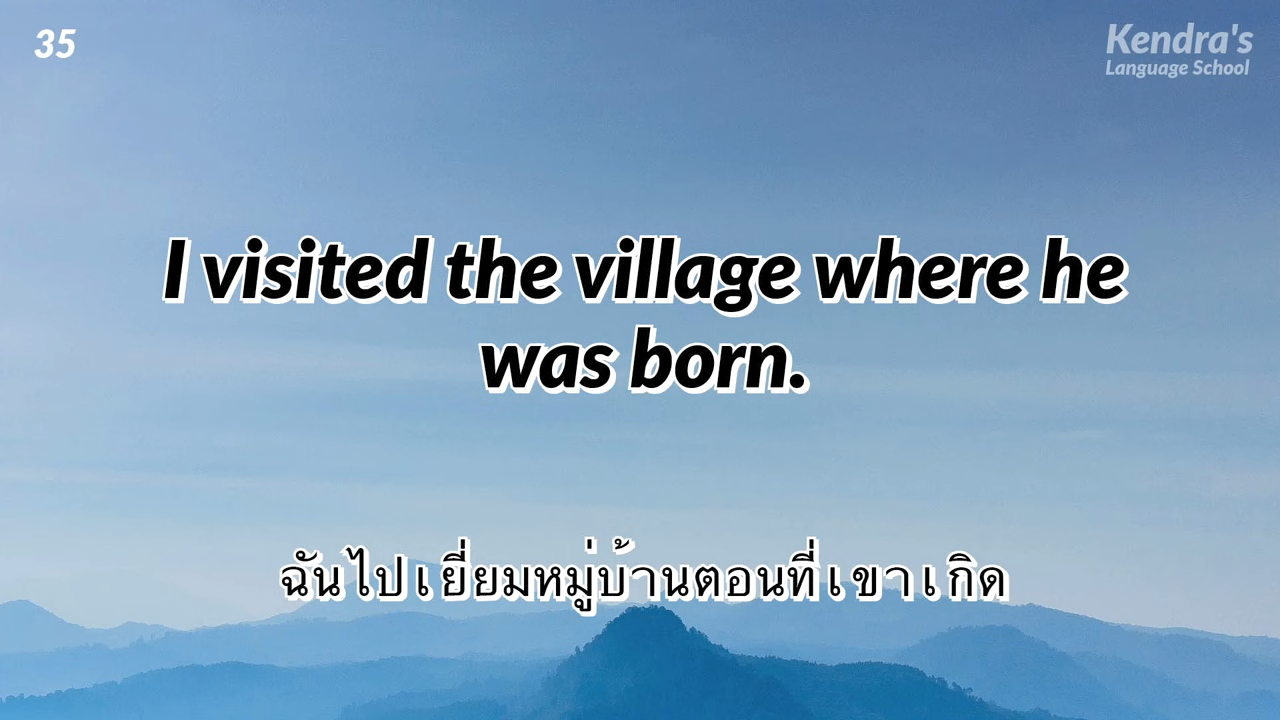 35
Kendra's
Language School
I visited the village where he
was born.
ฉันไปเยี่ยมหมู่บ้านตอนที่เขาเกิด